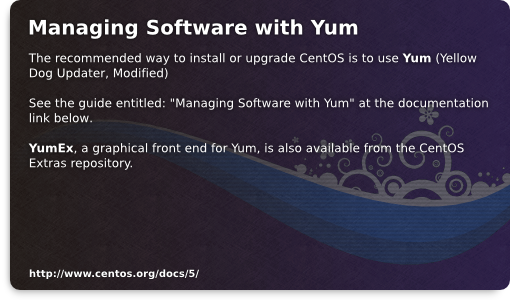 Managing Software with Yum
The recommended way to install or upgrade CentOS is to use Yum (Yellow
Dog Updater, Modified)
See the guide entitled: "Managing Software with Yum" at the documentation
link below.
YumEx, a graphical front end for Yum, is also available from the CentOS
Extras repository.
http://www.centos.org/docs/5/